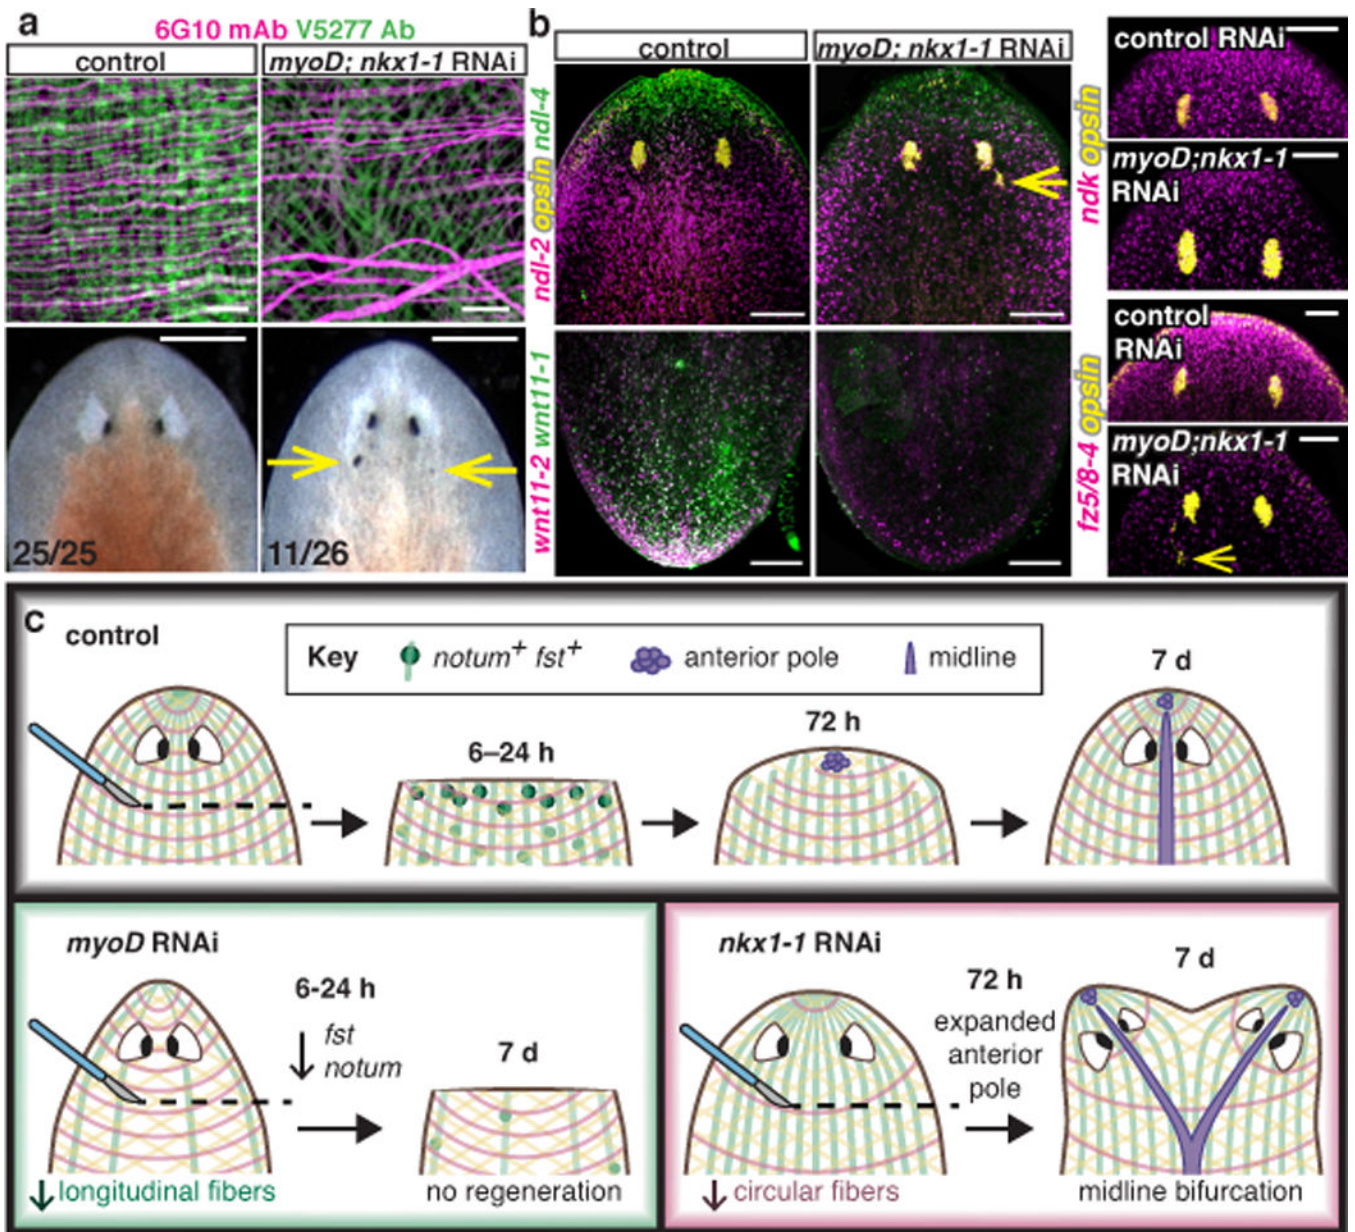 a
6G10 mAb V5277 Ab
control
myoD; nkx1-1 RNAi
25/25
11/26
b
control
myoD; nkx1-1 RNAi
ndl-2 opsin ndl-4
wnt11-2 wnt11-1
ndk opsin
fz5/8-4 opsin
control RNAi
myoD;nkx1-1
RNAi
control
RNAi
myoD;nkx1-1
RNAi
c
control
Key
notum+ fst+
anterior pole
midline
6–24 h
72 h
7 d
myoD RNAi
6-24 h
↓ fst
notum
7 d
↓ longitudinal fibers
no regeneration
nkx1-1 RNAi
72 h
expanded
anterior
pole
7 d
↓ circular fibers
midline bifurcation